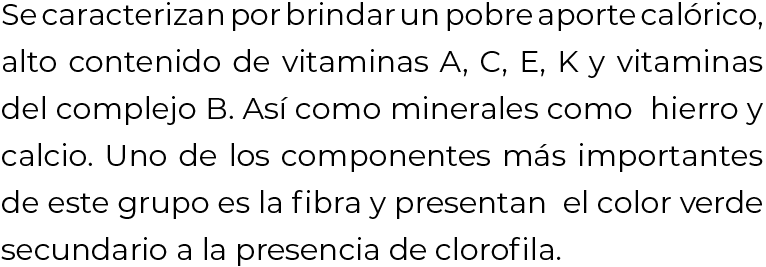 Se caracterizan por brindar un pobre aporte calórico,
alto contenido de vitaminas A, C, E, K y vitaminas
del complejo B. Así como minerales como hierro y
calcio. Uno de los componentes más importantes
de este grupo es la fibra y presentan el color verde
secundario a la presencia de clorofila.